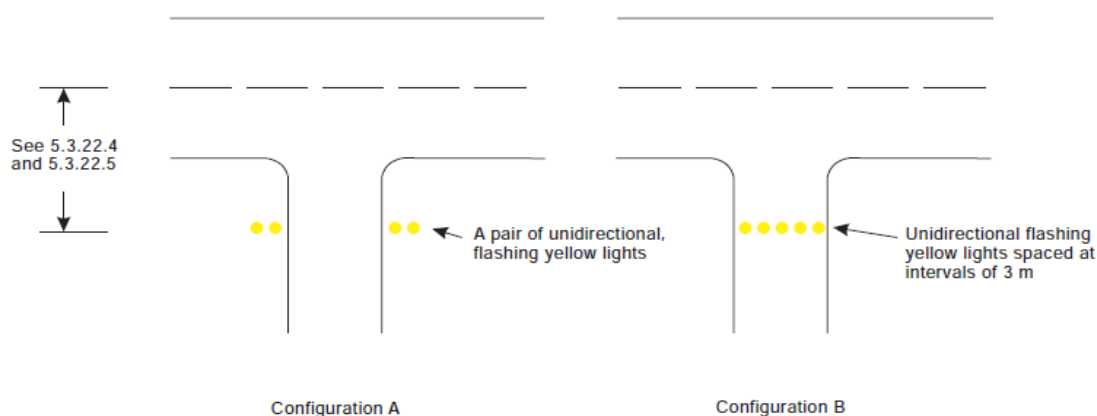 See 5.3.22.4
and 5.3.22.5
A pair of unidirectional,
flashing yellow lights
Unidirectional flashing
yellow lights spaced at
intervals of 3 m
Configuration A
Configuration B